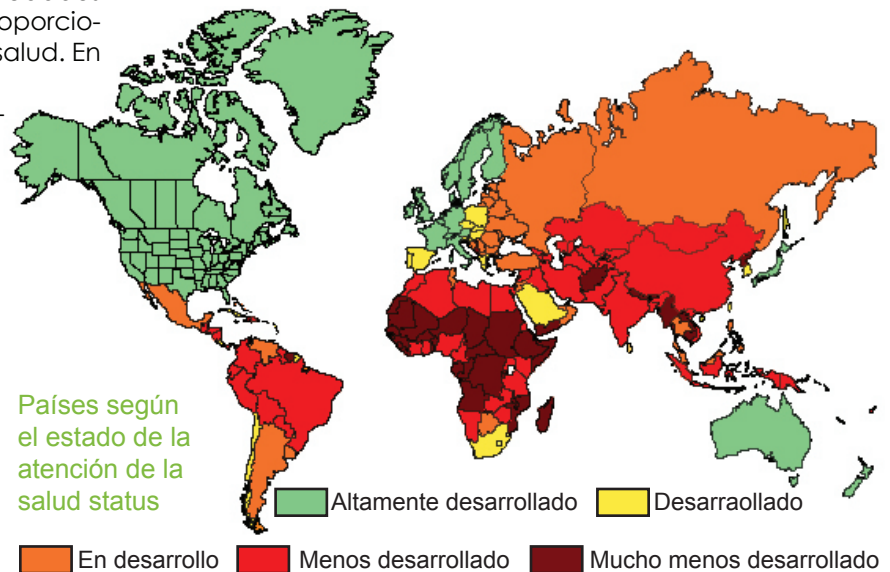 oporcio-
salud. En
Países según
el estado de la
atención de la
salud status
Altamente desarrollado
Desarraollado
En desarrollo
Menos desarrollado
Mucho menos desarrollado